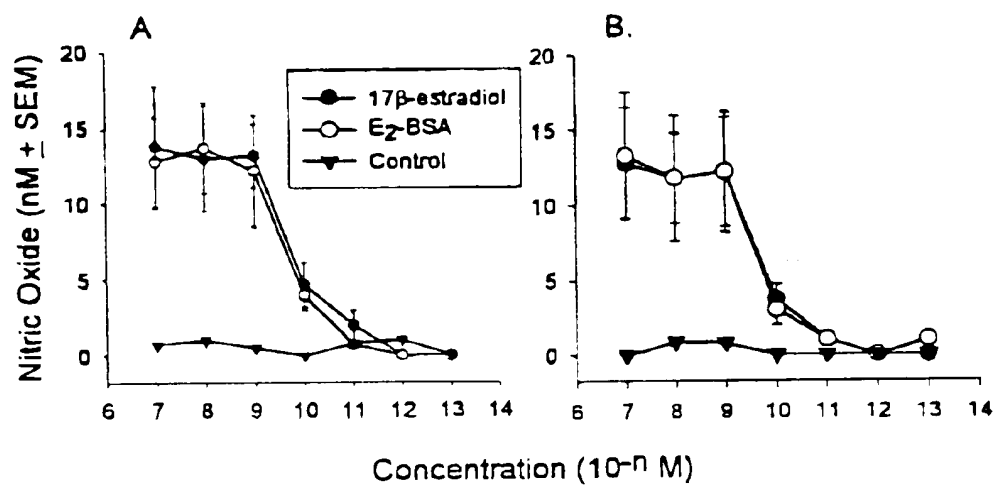 A
B.
20
15
10
5
0
20
15
10
5
0
Nitric Oxide (nM ± SEM)
17β-estradiol
E₂-BSA
Control
6 7 8 9 10 11 12 13 14
6 7 8 9 10 11 12 13 14
Concentration (10⁻ⁿ M)